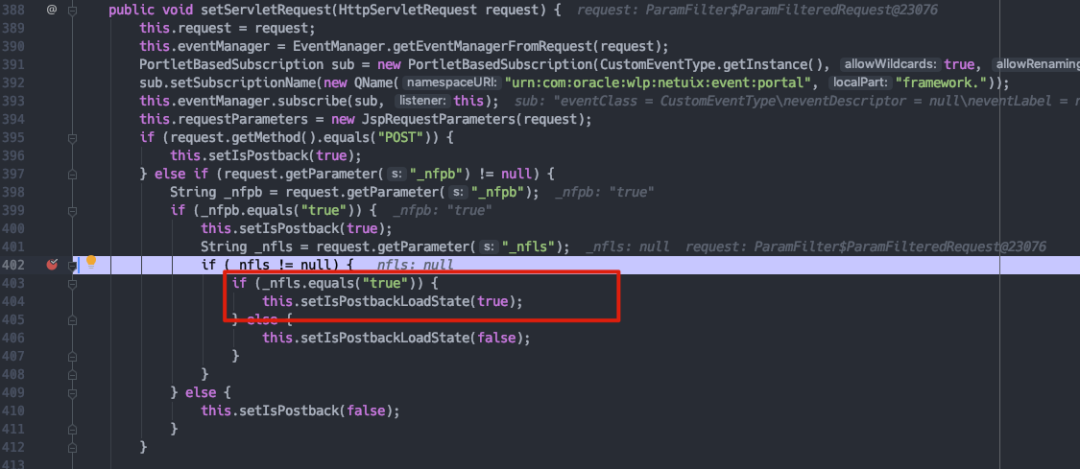 388 @ public void setServletRequest(HttpServletRequest request) { request: ParamFilter$ParamFilteredRequest@23076
389 this.request = request;
390 this.eventManager = EventManager.getEventManagerFromRequest(request);
391 PortletBasedSubscription sub = new PortletBasedSubscription(CustomEventType.getInstance(), allowWildcards: true, allowRenaming
392 sub.setSubscriptionName(new QName( namespaceURI: "urn:com:oracle:wlp:netuix:event:portal", localPart: "framework."));
393 this.eventManager.subscribe(sub, listener: this); sub: "eventClass = CustomEventType\neventDescriptor = null\neventLabel = n
394 this.requestParameters = new JspRequestParameters(request);
395 if (request.getMethod().equals("POST")) {
396 this.setIsPostback(true);
397 } else if (request.getParameter( s: "_nfpb") != null) {
398 String _nfpb = request.getParameter( s: "_nfpb"); _nfpb: "true"
399 if (_nfpb.equals("true")) { _nfpb: "true"
400 this.setIsPostback(true);
401 String _nfls = request.getParameter( s: "_nfls"); _nfls: null request: ParamFilter$ParamFilteredRequest@23076
402 if (_nfls != null) { _nfls: null
403 if (_nfls.equals("true")) {
404 this.setIsPostbackLoadState(true);
405 } else {
406 this.setIsPostbackLoadState(false);
407 }
408 }
409 } else {
410 this.setIsPostback(false);
411 }
412 }
413